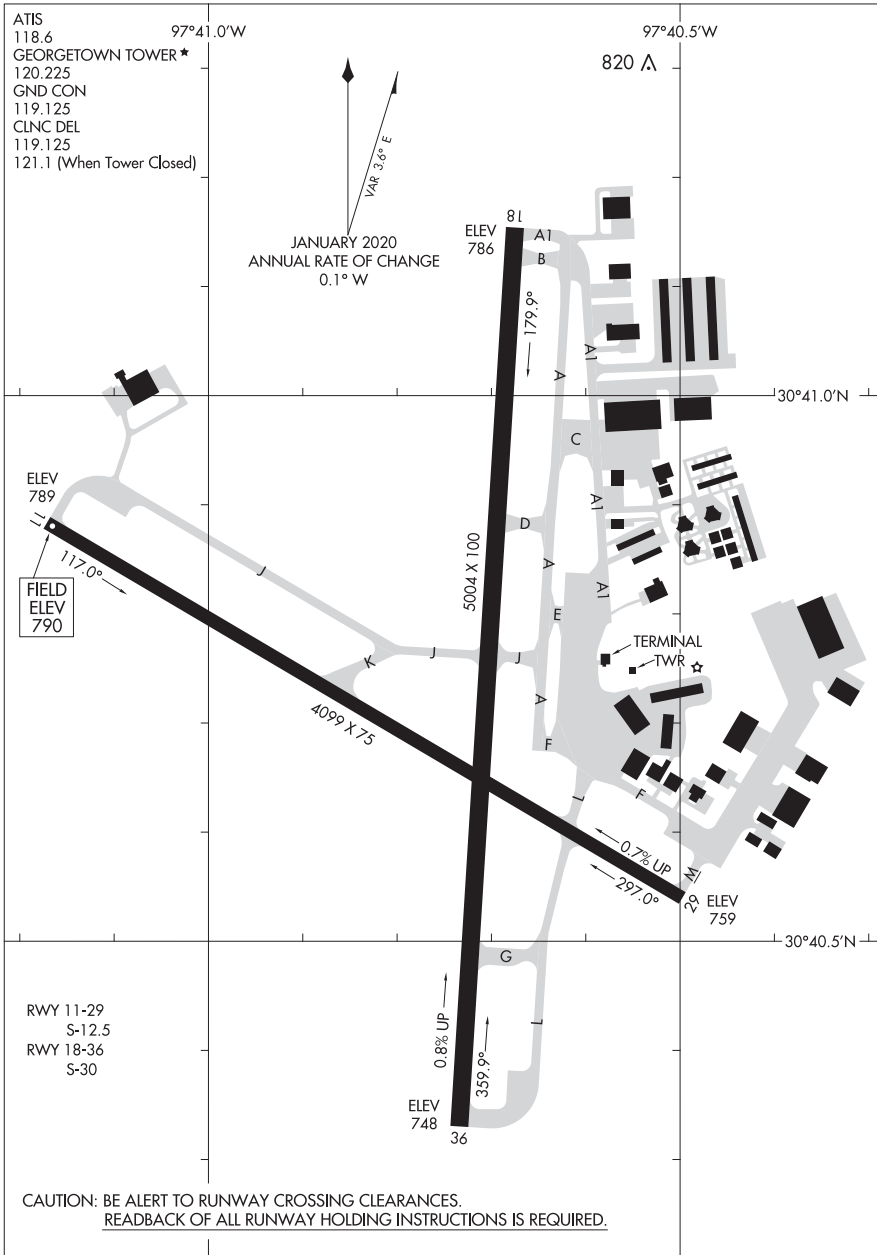 ATIS
118.6
GEORGETOWN TOWER★
120.225
GND CON
119.125
CLNC DEL
119.125
121.1 (When Tower Closed)
97°41.0'W
97°40.5'W
820
VAR 3.6° E
JANUARY 2020
ANNUAL RATE OF CHANGE
0.1° W
ELEV
786
18
A1
B
179.9°
A
A1
30°41.0'N
C
ELEV
789
11
A1
D
117.0°
5004 X 100
J
A
A1
FIELD
ELEV
790
E
TERMINAL
TWR
K
J
J
A
4099 X 75
F
L
F
0.7% UP
297.0°
M
29
ELEV
759
30°40.5'N
G
RWY 11-29
S-12.5
RWY 18-36
S-30
0.8% UP
359.9°
L
ELEV
748
36
CAUTION: BE ALERT TO RUNWAY CROSSING CLEARANCES.
READBACK OF ALL RUNWAY HOLDING INSTRUCTIONS IS REQUIRED.